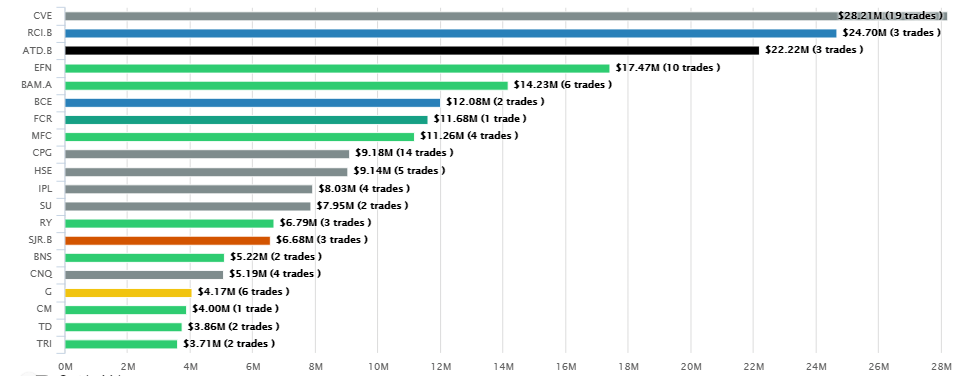 CVE $28.21M (19 trades )
RCI.B $24.70M (3 trades )
ATD.B $22.22M (3 trades )
EFN $17.47M (10 trades )
BAM.A $14.23M (6 trades )
BCE $12.08M (2 trades )
FCR $11.68M (1 trade )
MFC $11.26M (4 trades )
CPG $9.18M (14 trades )
HSE $9.14M (5 trades )
IPL $8.03M (4 trades )
SU $7.95M (2 trades )
RY $6.79M (3 trades )
SJR.B $6.68M (3 trades )
BNS $5.22M (2 trades )
CNQ $5.19M (4 trades )
G $4.17M (6 trades )
CM $4.00M (1 trade )
TD $3.86M (2 trades )
TRI $3.71M (2 trades )
0M 2M 4M 6M 8M 10M 12M 14M 16M 18M 20M 22M 24M 26M 28M